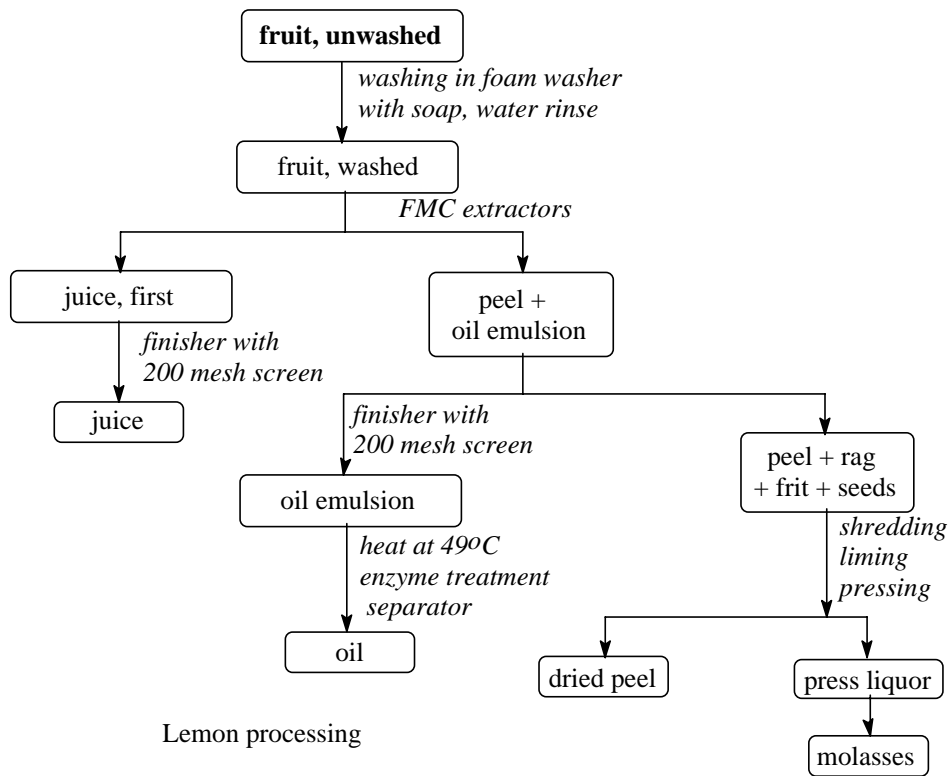 fruit, unwashed
washing in foam washer
with soap, water rinse
fruit, washed
FMC extractors
juice, first
peel +
oil emulsion
finisher with
200 mesh screen
juice
finisher with
200 mesh screen
peel + rag
+ frit + seeds
oil emulsion
shredding
liming
pressing
heat at 49°C
enzyme treatment
separator
oil
dried peel
press liquor
molasses
Lemon processing